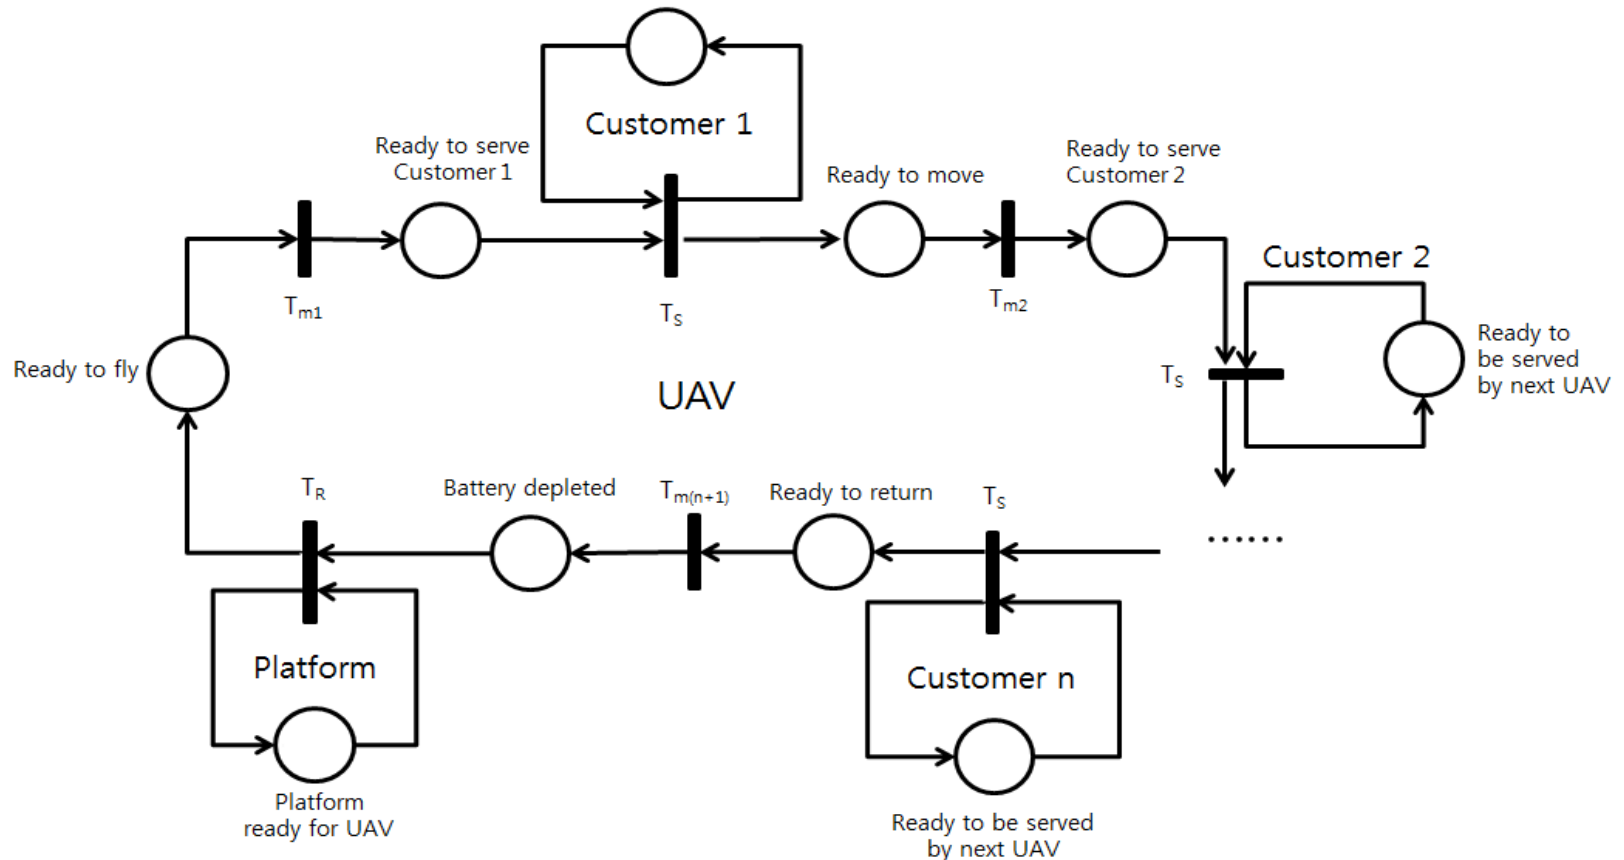 Customer 1
Ready to serve
Customer 1
Ready to move
Ready to serve
Customer 2
Tm1
TS
Tm2
Customer 2
Ready to fly
UAV
TS
Ready to
be served
by next UAV
TR
Battery depleted
Tm(n+1)
Ready to return
TS
......
Platform
Customer n
Platform
ready for UAV
Ready to be served
by next UAV